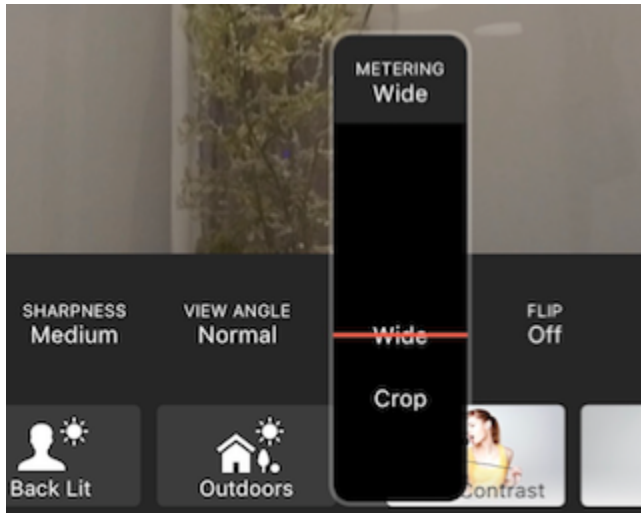 METERING
Wide
SHARPNESS
Medium
VIEW ANGLE
Normal
Wide
FLIP
Off
Crop
Back Lit
Outdoors
Contrast